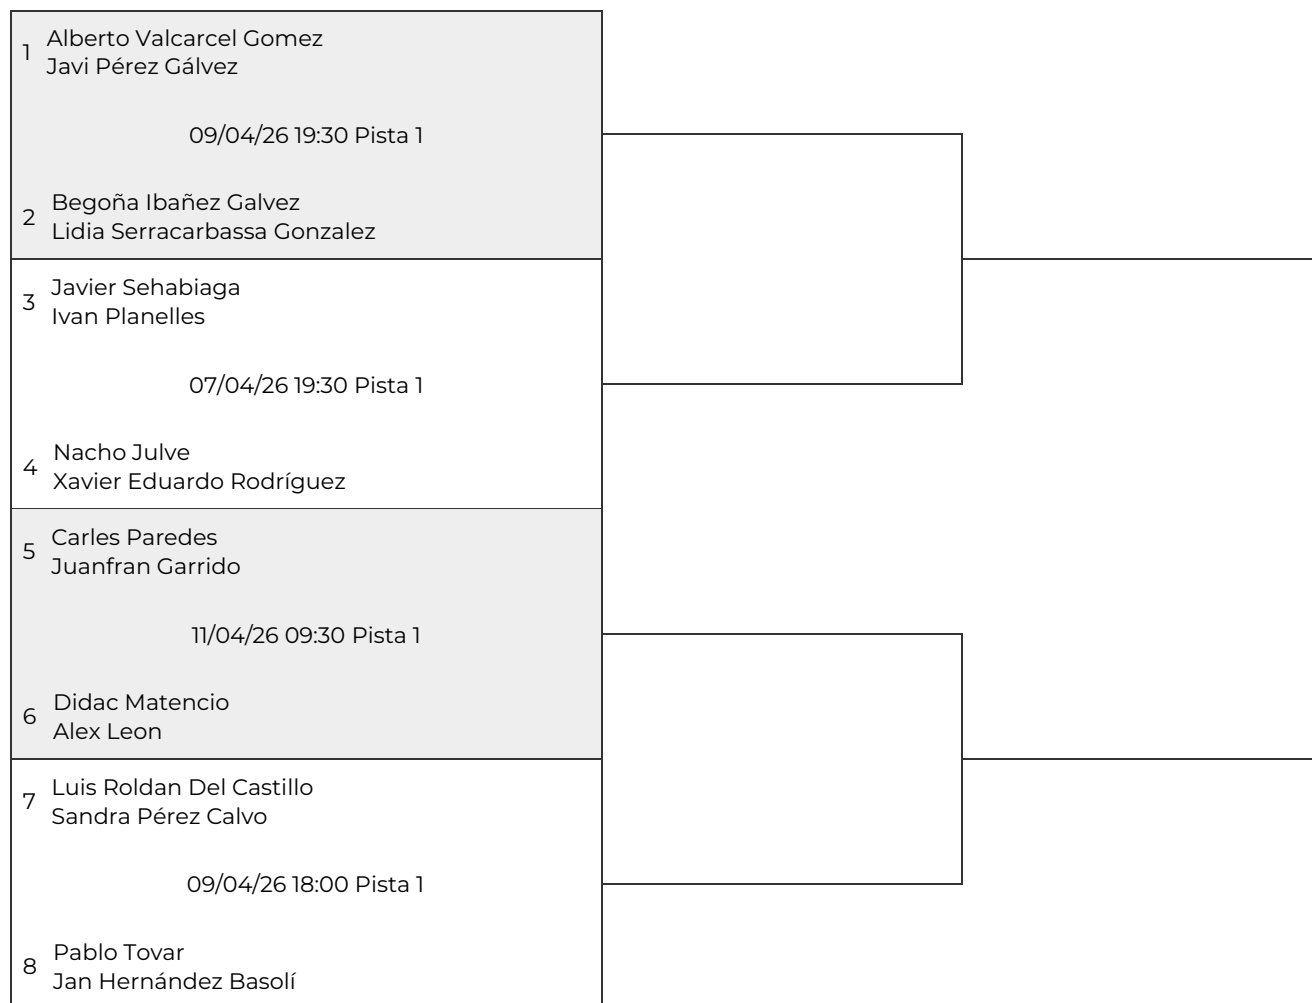 1
Alberto Valcarcel Gomez
Javi Pérez Gálvez
09/04/26 19:30 Pista 1
2
Begoña Ibañez Galvez
Lidia Serracarbassa Gonzalez
3
Javier Sehabiaga
Ivan Planelles
07/04/26 19:30 Pista 1
4
Nacho Julve
Xavier Eduardo Rodríguez
5
Carles Paredes
Juanfran Garrido
11/04/26 09:30 Pista 1
6
Didac Matencio
Alex Leon
7
Luis Roldan Del Castillo
Sandra Pérez Calvo
09/04/26 18:00 Pista 1
8
Pablo Tovar
Jan Hernández Basolí